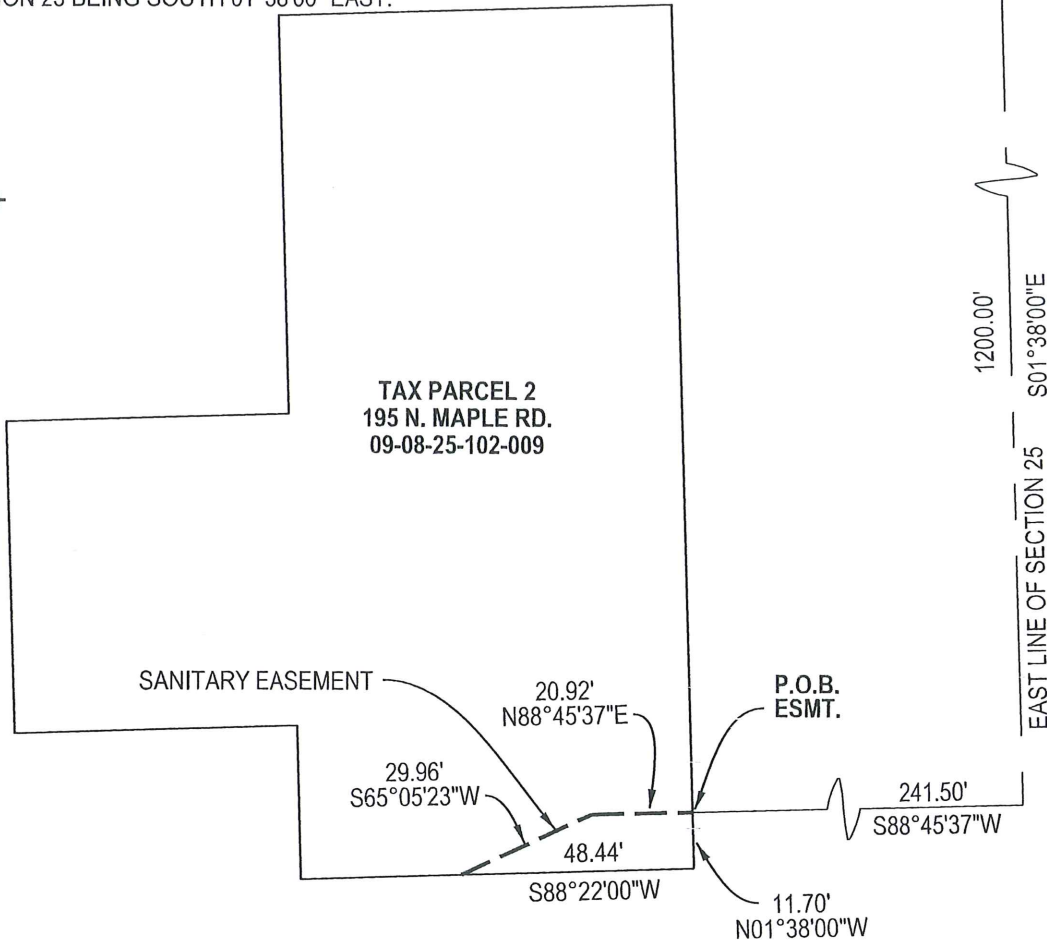 ION 25 BEING SOUTH 01°38'00" EAST.
1200.00'
S01°38'00"E
EAST LINE OF SECTION 25
TAX PARCEL 2
195 N. MAPLE RD.
09-08-25-102-009
SANITARY EASEMENT
20.92'
N88°45'37"E
P.O.B.
ESMT.
29.96'
S65°05'23"W
241.50'
S88°45'37"W
48.44'
S88°22'00"W
11.70'
N01°38'00"W